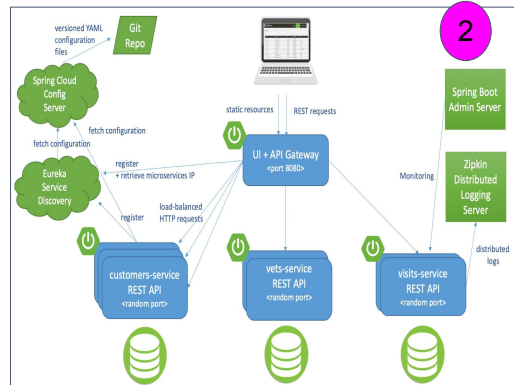 versioned YAML
configuration
files
Git
Repo
2
Spring Cloud
Config
Server
static resources
REST requests
Spring Boot
Admin Server
fetch configuration
fetch configuration
UI + API Gateway
<port 8080>
register
+ retrieve microservices IP
Monitoring
Zipkin
Distributed
Logging
Server
Eureka
Service
Discovery
register
load-balanced
HTTP requests
distributed
logs
customers-service
REST API
<random port>
vets-service
REST API
<random port>
visits-service
REST API
<random port>